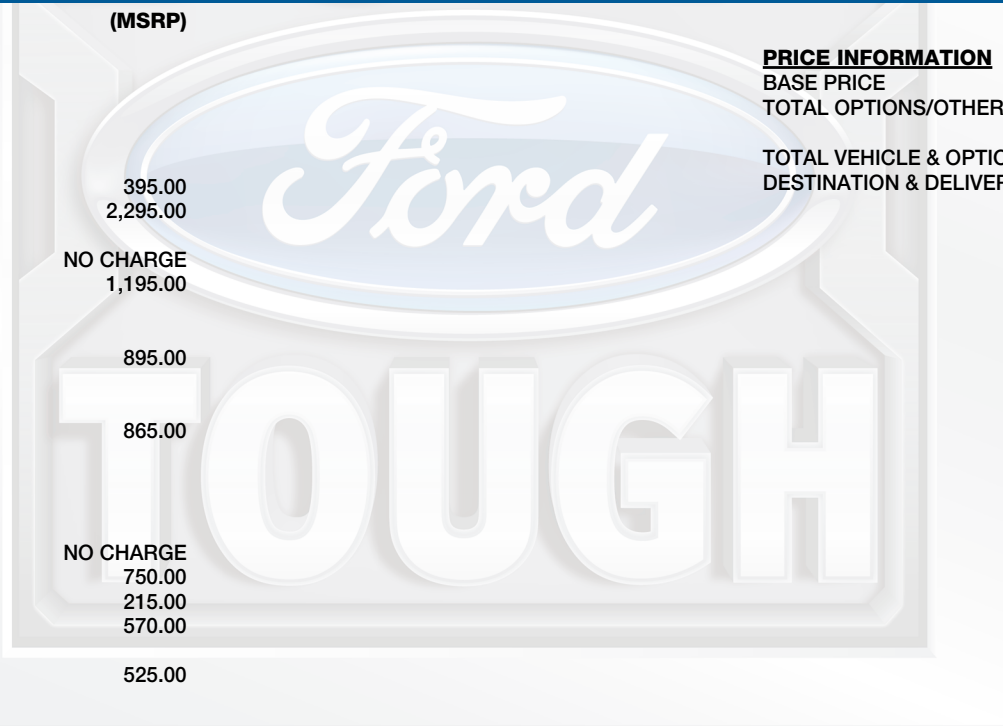 (MSRP)
395.00
2,295.00
NO CHARGE
1,195.00
895.00
865.00
NO CHARGE
750.00
215.00
570.00
525.00
PRICE INFORMATION
BASE PRICE
TOTAL OPTIONS/OTHER
TOTAL VEHICLE & OPTIO
DESTINATION & DELIVER
Ford
TOUGH